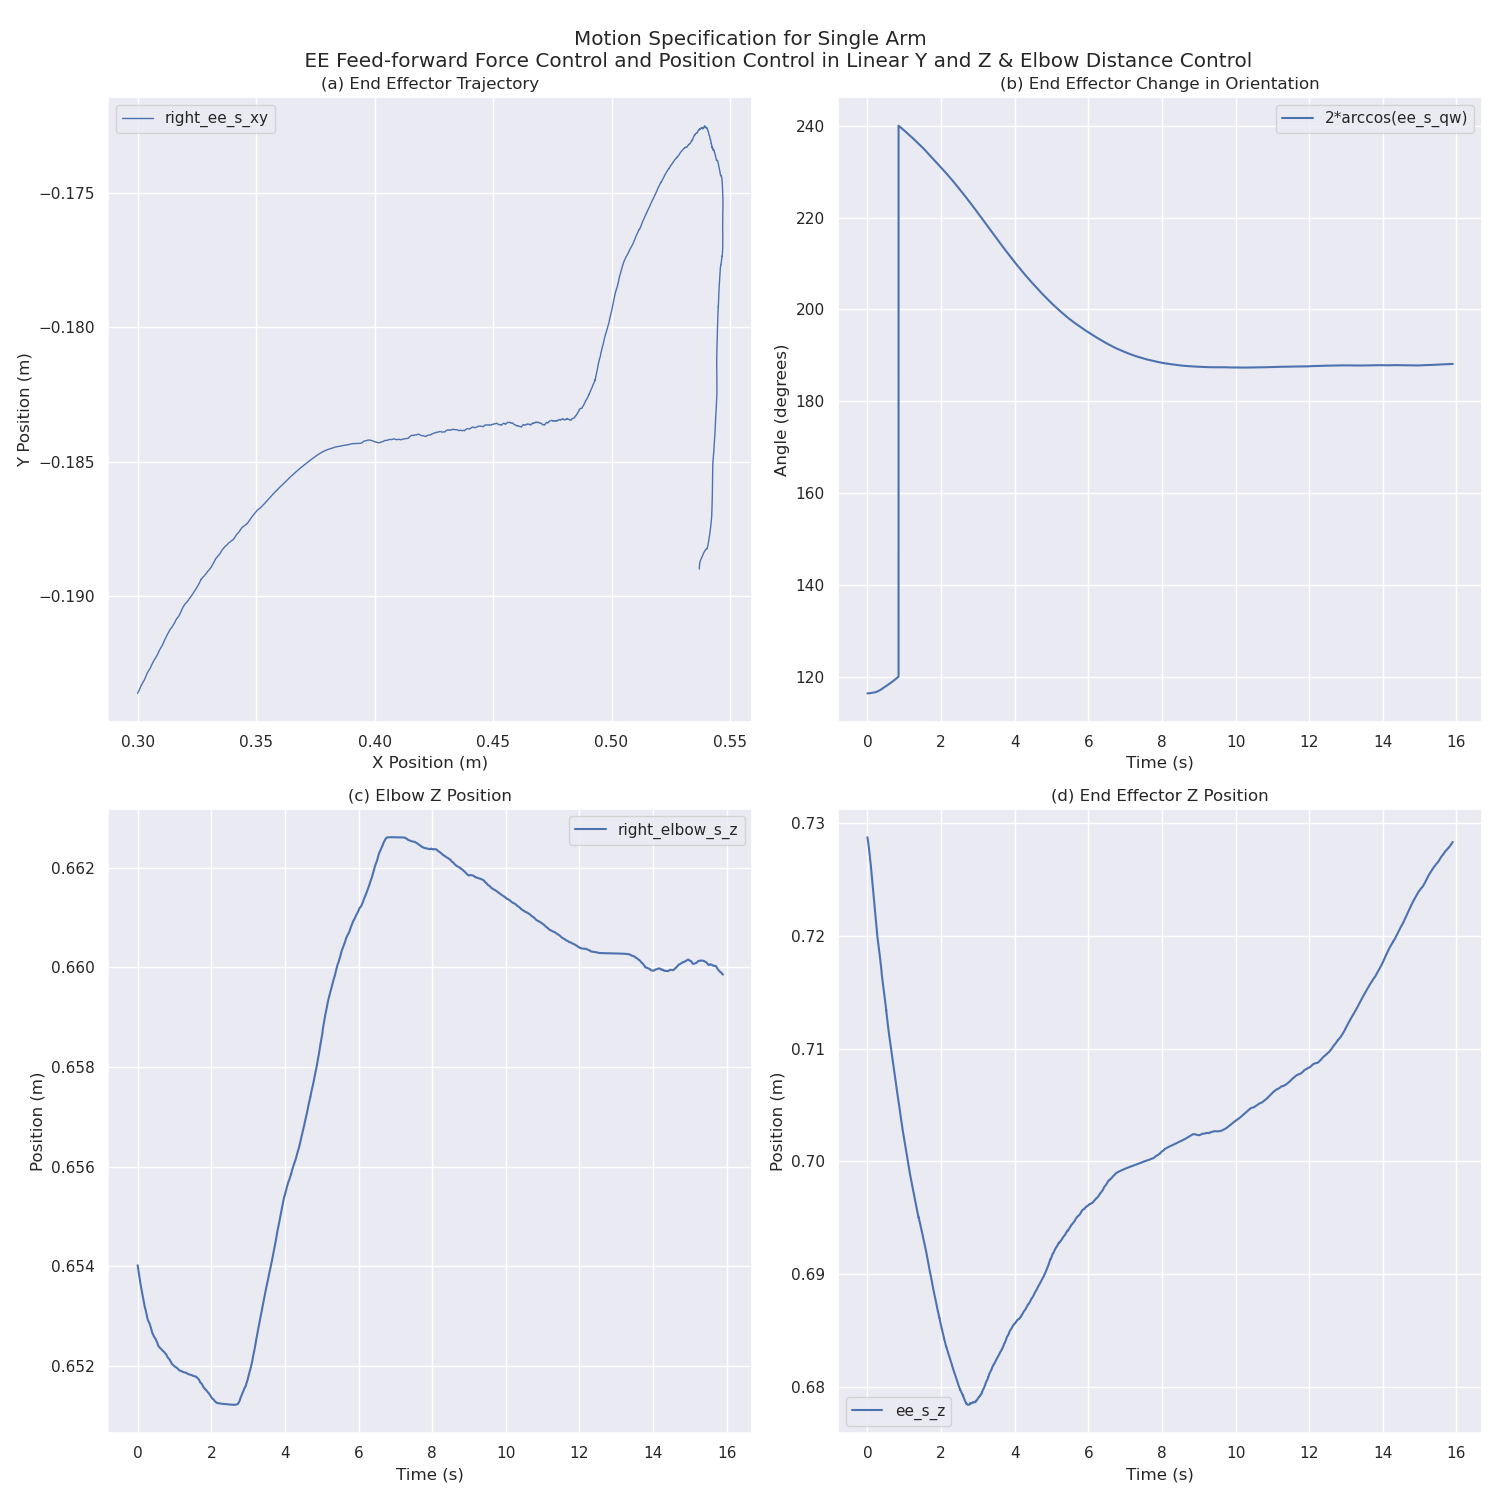 Motion Specification for Single Arm
EE Feed-forward Force Control and Position Control in Linear Y and Z & Elbow Distance Control
(a) End Effector Trajectory
right_ee_s_xy
−0.175
−0.180
−0.185
−0.190
Y Position (m)
0.30 0.35 0.40 0.45 0.50 0.55
X Position (m)
(b) End Effector Change in Orientation
2*arccos(ee_s_qw)
240
220
200
180
160
140
120
Angle (degrees)
0 2 4 6 8 10 12 14 16
Time (s)
(c) Elbow Z Position
right_elbow_s_z
0.662
0.660
0.658
0.656
0.654
0.652
Position (m)
0 2 4 6 8 10 12 14 16
Time (s)
(d) End Effector Z Position
0.73
0.72
0.71
0.70
0.69
0.68
Position (m)
ee_s_z
0 2 4 6 8 10 12 14 16
Time (s)